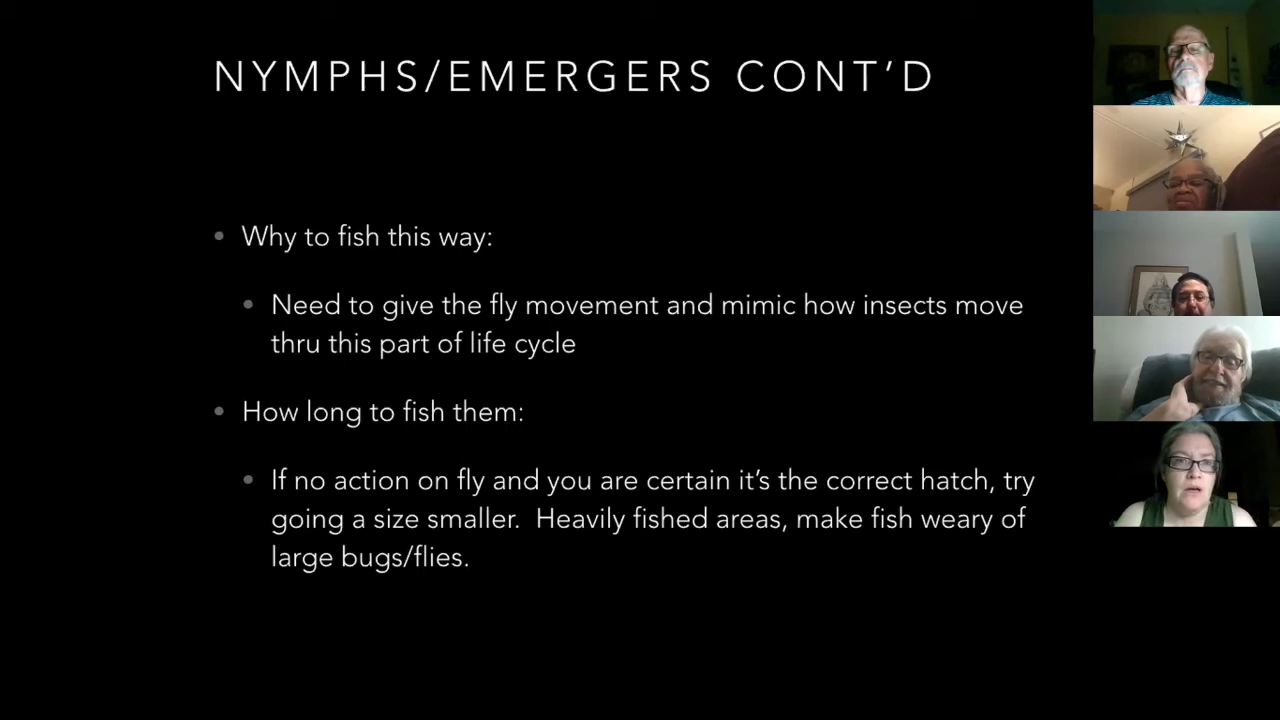 NYMPHS/EMERGERS CONT’D
• Why to fish this way:
• Need to give the fly movement and mimic how insects move
thru this part of life cycle
• How long to fish them:
• If no action on fly and you are certain it’s the correct hatch, try
going a size smaller.  Heavily fished areas, make fish weary of
large bugs/flies.